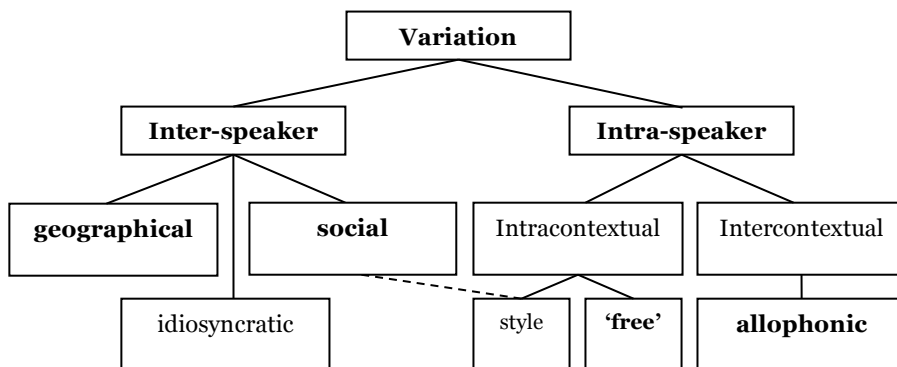 Variation
Inter-speaker
Intra-speaker
geographical
social
Intracontextual
Intercontextual
idiosyncratic
style
‘free’
allophonic